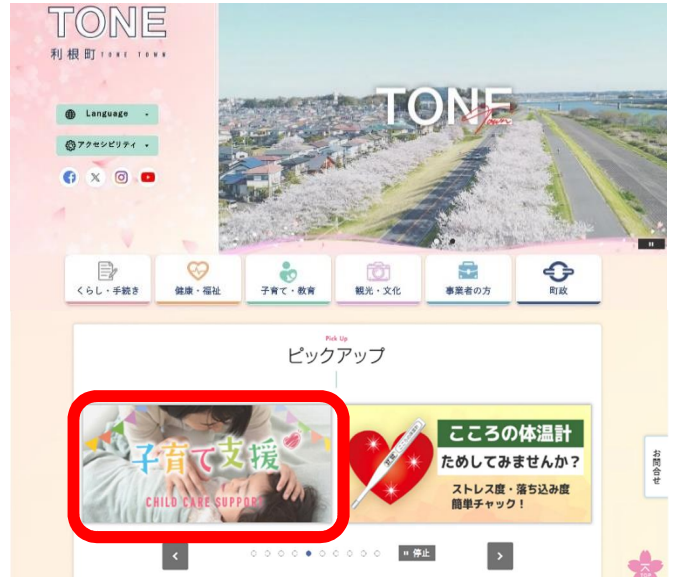 TONE
利根町 TONE TOWN
Language
アクセシビリティ
TONE
Town
くらし・手続き
健康・福祉
子育て・教育
観光・文化
事業者の方
町政
Pick Up
ピックアップ
子育て支援
CHILD CARE SUPPORT
こころの体温計
ためしてみませんか?
ストレス度・落ち込み度
簡単チャック!
停止
お問合せ